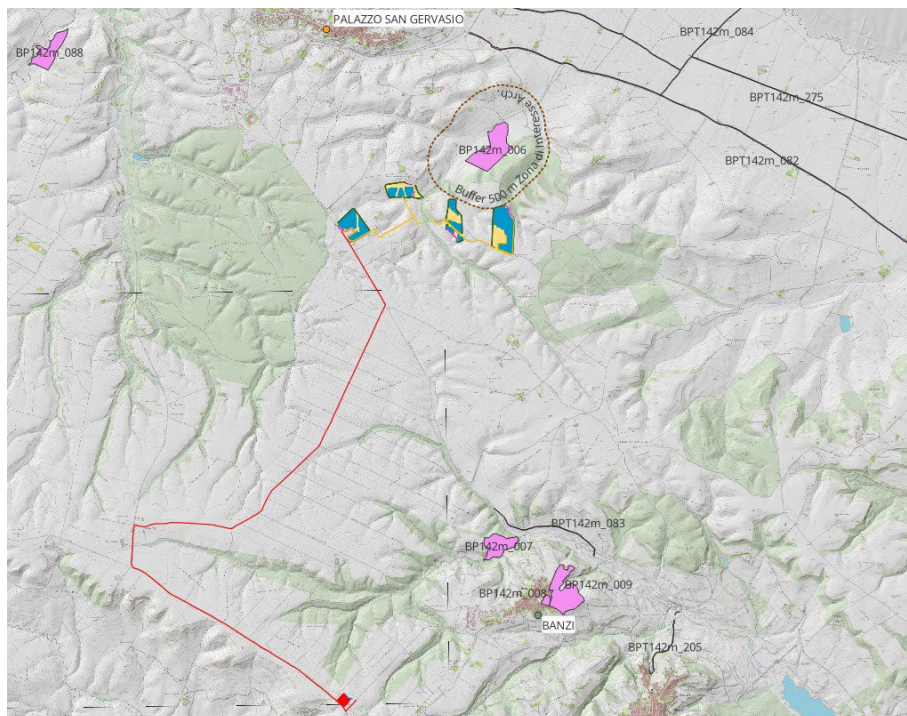 PALAZZO SAN GERVASIO
BPT142m_084
BP142m_088
BPT142m_275
BP142m_006
BPT142m_082
Buffer 500 m Zona di Interesse Arch.
BPT142m_083
BP142m_007
BP142m_008
BP142m_009
BANZI
BPT142m_205